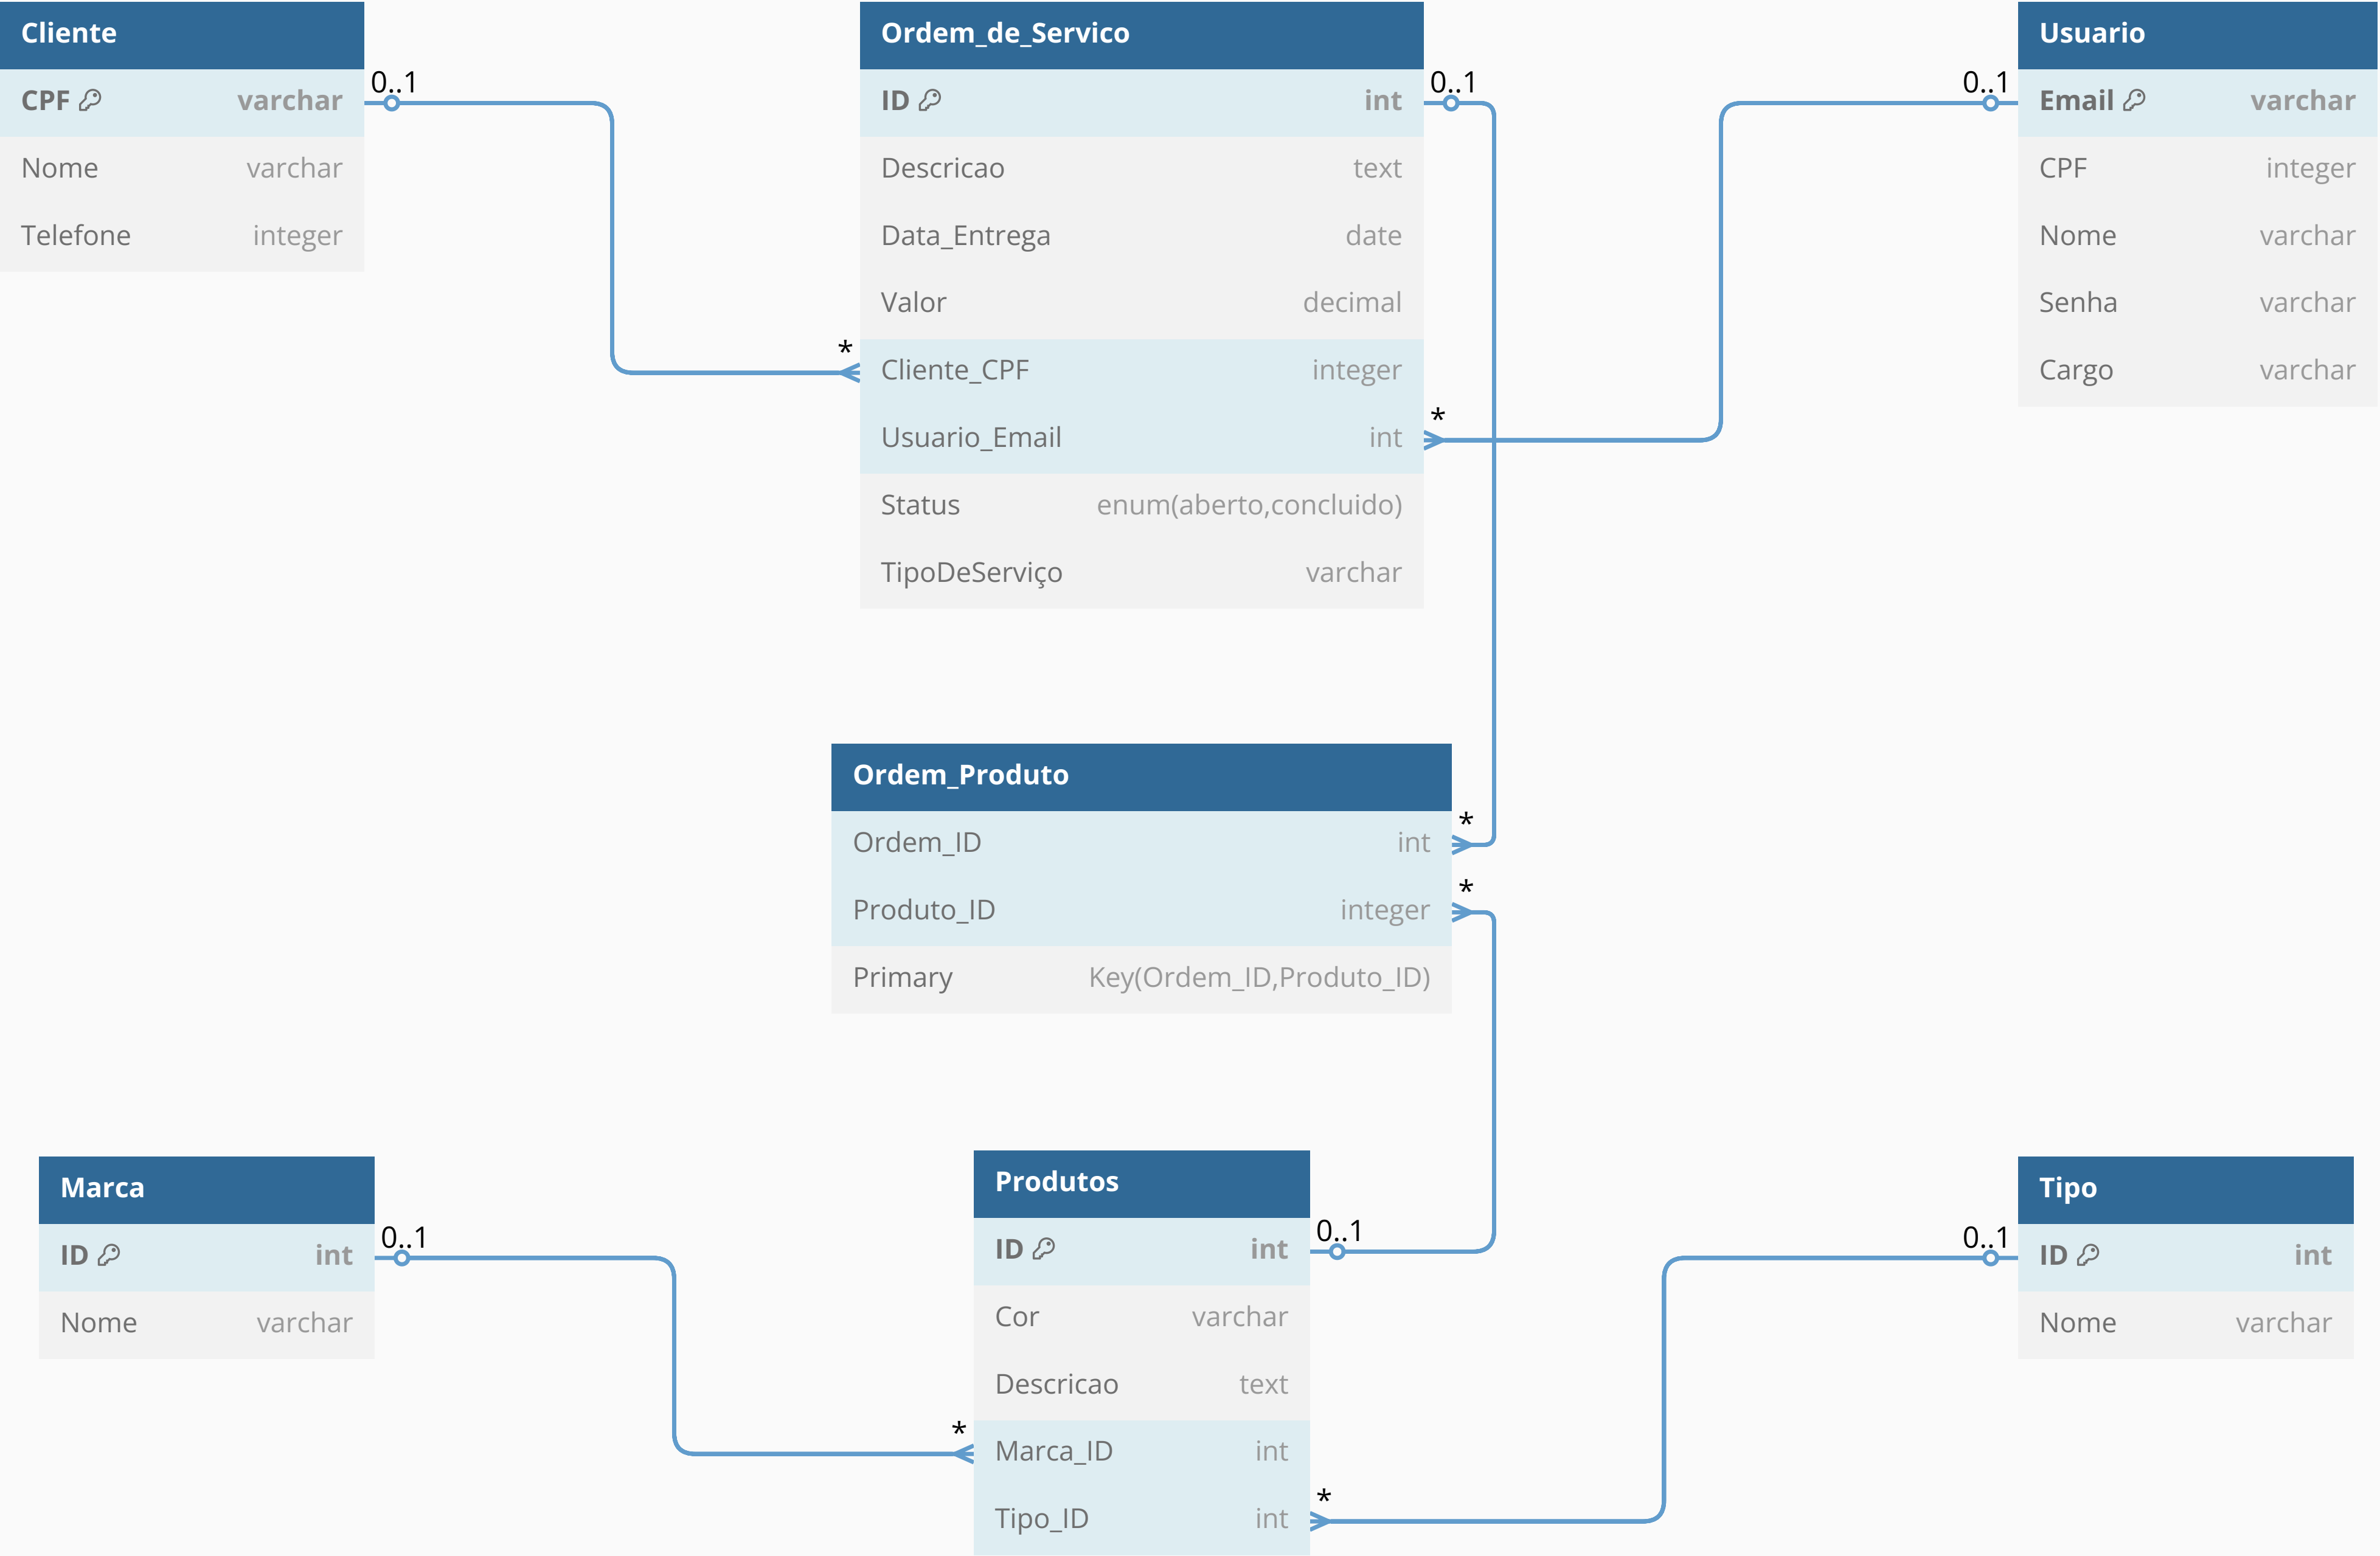 Cliente
CPF varchar
Nome varchar
Telefone integer
0..1
*
Ordem_de_Servico
ID int
Descricao text
Data_Entrega date
Valor decimal
Cliente_CPF integer
Usuario_Email int
Status enum(aberto,concluido)
TipoDeServiço varchar
0..1
*
Usuario
Email varchar
CPF integer
Nome varchar
Senha varchar
Cargo varchar
0..1
Ordem_Produto
Ordem_ID int
Produto_ID integer
Primary Key(Ordem_ID,Produto_ID)
*
*
Marca
ID int
Nome varchar
0..1
*
Produtos
ID int
Cor varchar
Descricao text
Marca_ID int
Tipo_ID int
0..1
*
Tipo
ID int
Nome varchar
0..1